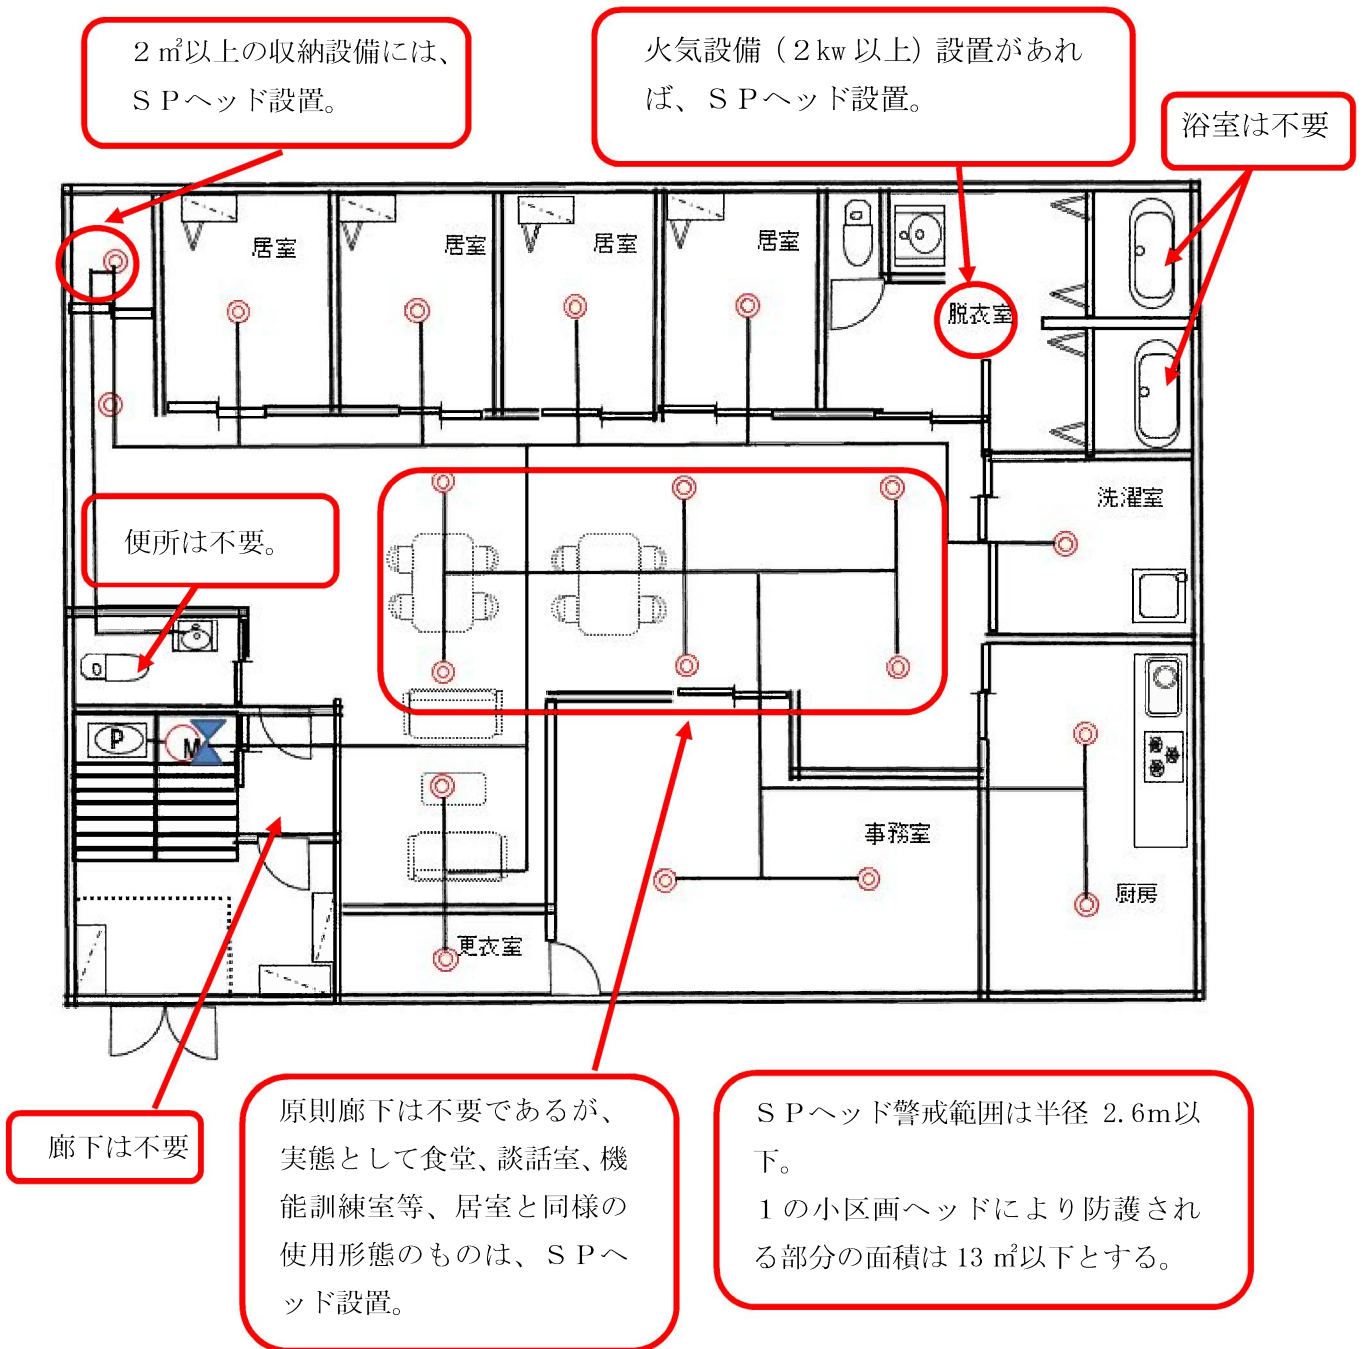 ２㎡以上の収納設備には、
ＳＰヘッド設置。
火気設備（２kw 以上）設置があれ
ば、ＳＰヘッド設置。
浴室は不要
居室
居室
居室
居室
脱衣室
洗濯室
便所は不要。
P
M
事務室
厨房
更衣室
廊下は不要
原則廊下は不要であるが、
実態として食堂、談話室、機
能訓練室等、居室と同様の
使用形態のものは、ＳＰヘ
ッド設置。
ＳＰヘッド警戒範囲は半径 2.6m以
下。
１の小区画ヘッドにより防護され
る部分の面積は 13 ㎡以下とする。